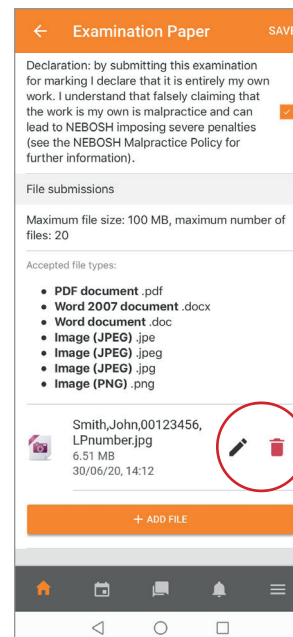 Examination Paper SAVE
Declaration: by submitting this examination
for marking I declare that it is entirely my own
work. I understand that falsely claiming that
the work is my own is malpractice and can
lead to NEBOSH imposing severe penalties
(see the NEBOSH Malpractice Policy for
further information).
File submissions
Maximum file size: 100 MB, maximum number of
files: 20
Accepted file types:
• PDF document .pdf
• Word 2007 document .docx
• Word document .doc
• Image (JPEG) .jpe
• Image (JPEG) .jpeg
• Image (JPEG) .jpg
• Image (PNG) .png
Smith,John,00123456,
LPnumber.jpg
6.51 MB
30/06/20, 14:12
+ ADD FILE